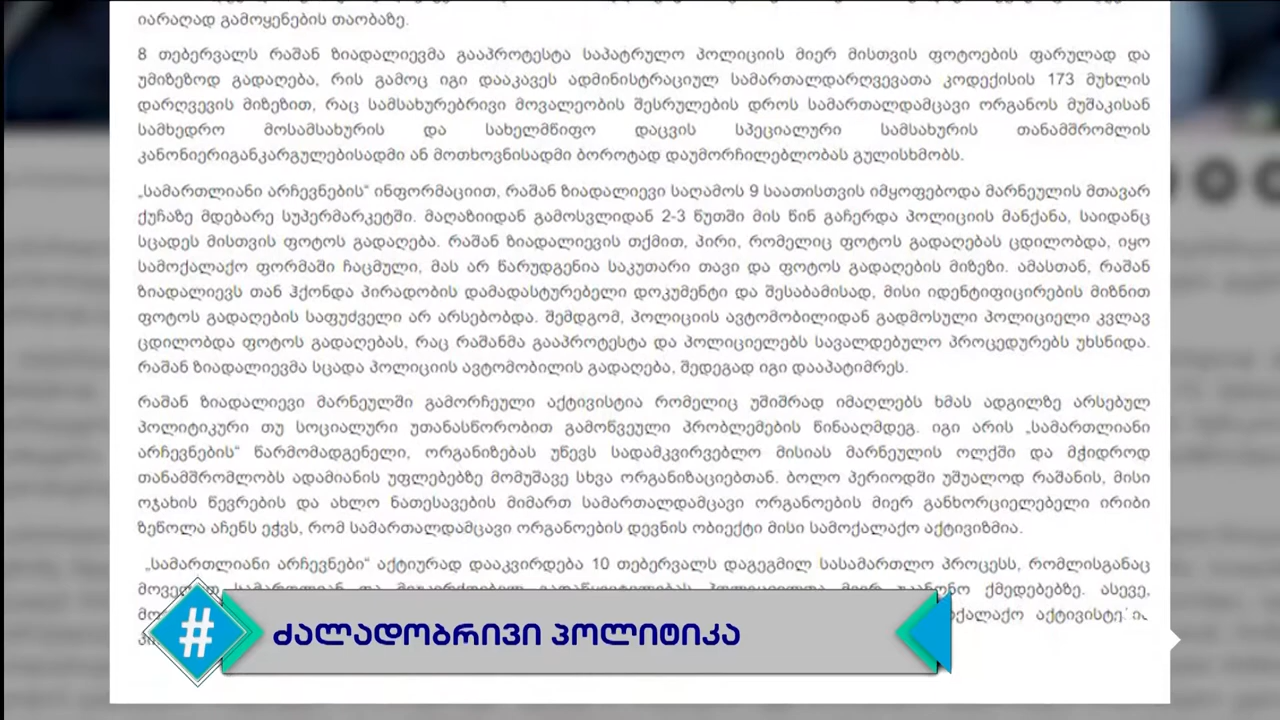 იარაღად გამოყენების თაობაზე.
8 თებერვალს რაშან ზიადალიევმა გააპროტესტა საპატრულო პოლიციის მიერ მისთვის ფოტოების ფარულად და
უმიზეზოდ გადაღება, რის გამოც იგი დააკავეს ადმინისტრაციულ სამართალდარღვევათა კოდექსის 173 მუხლის
დარღვევის მიზეზით, რაც სამსახურებრივი მოვალეობის შესრულების დროს სამართალდამცავი ორგანოს მუშაკისან
სამხედრო მოსამსახურის და სახელმწიფო დაცვის სპეციალური სამსახურის თანამშრომლის
კანონიერიგანკარგულებისადმი ან მოთხოვნისადმი ბოროტად დაუმორჩილებლობას გულისხმობს.
„სამართლიანი არჩევნების“ ინფორმაციით, რაშან ზიადალიევი საღამოს 9 საათისთვის იმყოფებოდა მარნეულის მთავარ
ქუჩაზე მდებარე სუპერმარკეტში. მაღაზიიდან გამოსვლიდან 2-3 წუთში მის წინ გაჩერდა პოლიციის მანქანა, საიდანც
სცადეს მისთვის ფოტოს გადაღება. რაშან ზიადალიევის თქმით, პირი, რომელიც ფოტოს გადაღებას ცდილობდა, იყო
სამოქალაქო ფორმაში ჩაცმული, მას არ წარუდგენია საკუთარი თავი და ფოტოს გადაღების მიზეზი. ამასთან, რაშან
ზიადალიევს თან ჰქონდა პირადობის დამადასტურებელი დოკუმენტი და შესაბამისად, მისი იდენტიფიცირების მიზნით
ფოტოს გადაღების საფუძველი არ არსებობდა. შემდგომ, პოლიციის ავტომობილიდან გადმოსული პოლიციელი კვლავ
ცდილობდა ფოტოს გადაღებას, რაც რაშანმა გააპროტესტა და პოლიციელებს სავალდებულო პროცედურებს უხსნიდა.
რაშან ზიადალიევმა სცადა პოლიციის ავტომობილის გადაღება, შედეგად იგი დააპატიმრეს.
რაშან ზიადალიევი მარნეულში გამორჩეული აქტივისტია რომელიც უშიშრად იმაღლებს ხმას ადგილზე არსებულ
პოლიტიკური თუ სოციალური უთანასწორობით გამოწვეული პრობლემების წინააღმდეგ. იგი არის „სამართლიანი
არჩევნების“ წარმომადგენელი, ორგანიზებას უწევს სადამკვირვებლო მისიას მარნეულის ოლქში და მჭიდროდ
თანამშრომლობს ადამიანის უფლებებზე მომუშავე სხვა ორგანიზაციებთან. ბოლო პერიოდში უშუალოდ რაშანის, მისი
ოჯახის წევრების და ახლო ნათესავების მიმართ სამართალდამცავი ორგანოების მიერ განხორციელებული ირიბი
ზეწოლა აჩენს ეჭვს, რომ სამართალდამცავი ორგანოების დევნის ობიექტი მისი სამოქალაქო აქტივიზმია.
„სამართლიანი არჩევნები“ აქტიურად დააკვირდება 10 თებერვალს დაგეგმილ სასამართლო პროცესს, რომლისგანაც
ქმედებებზე. ასევე,
# ძალადობრივი პოლიტიკა